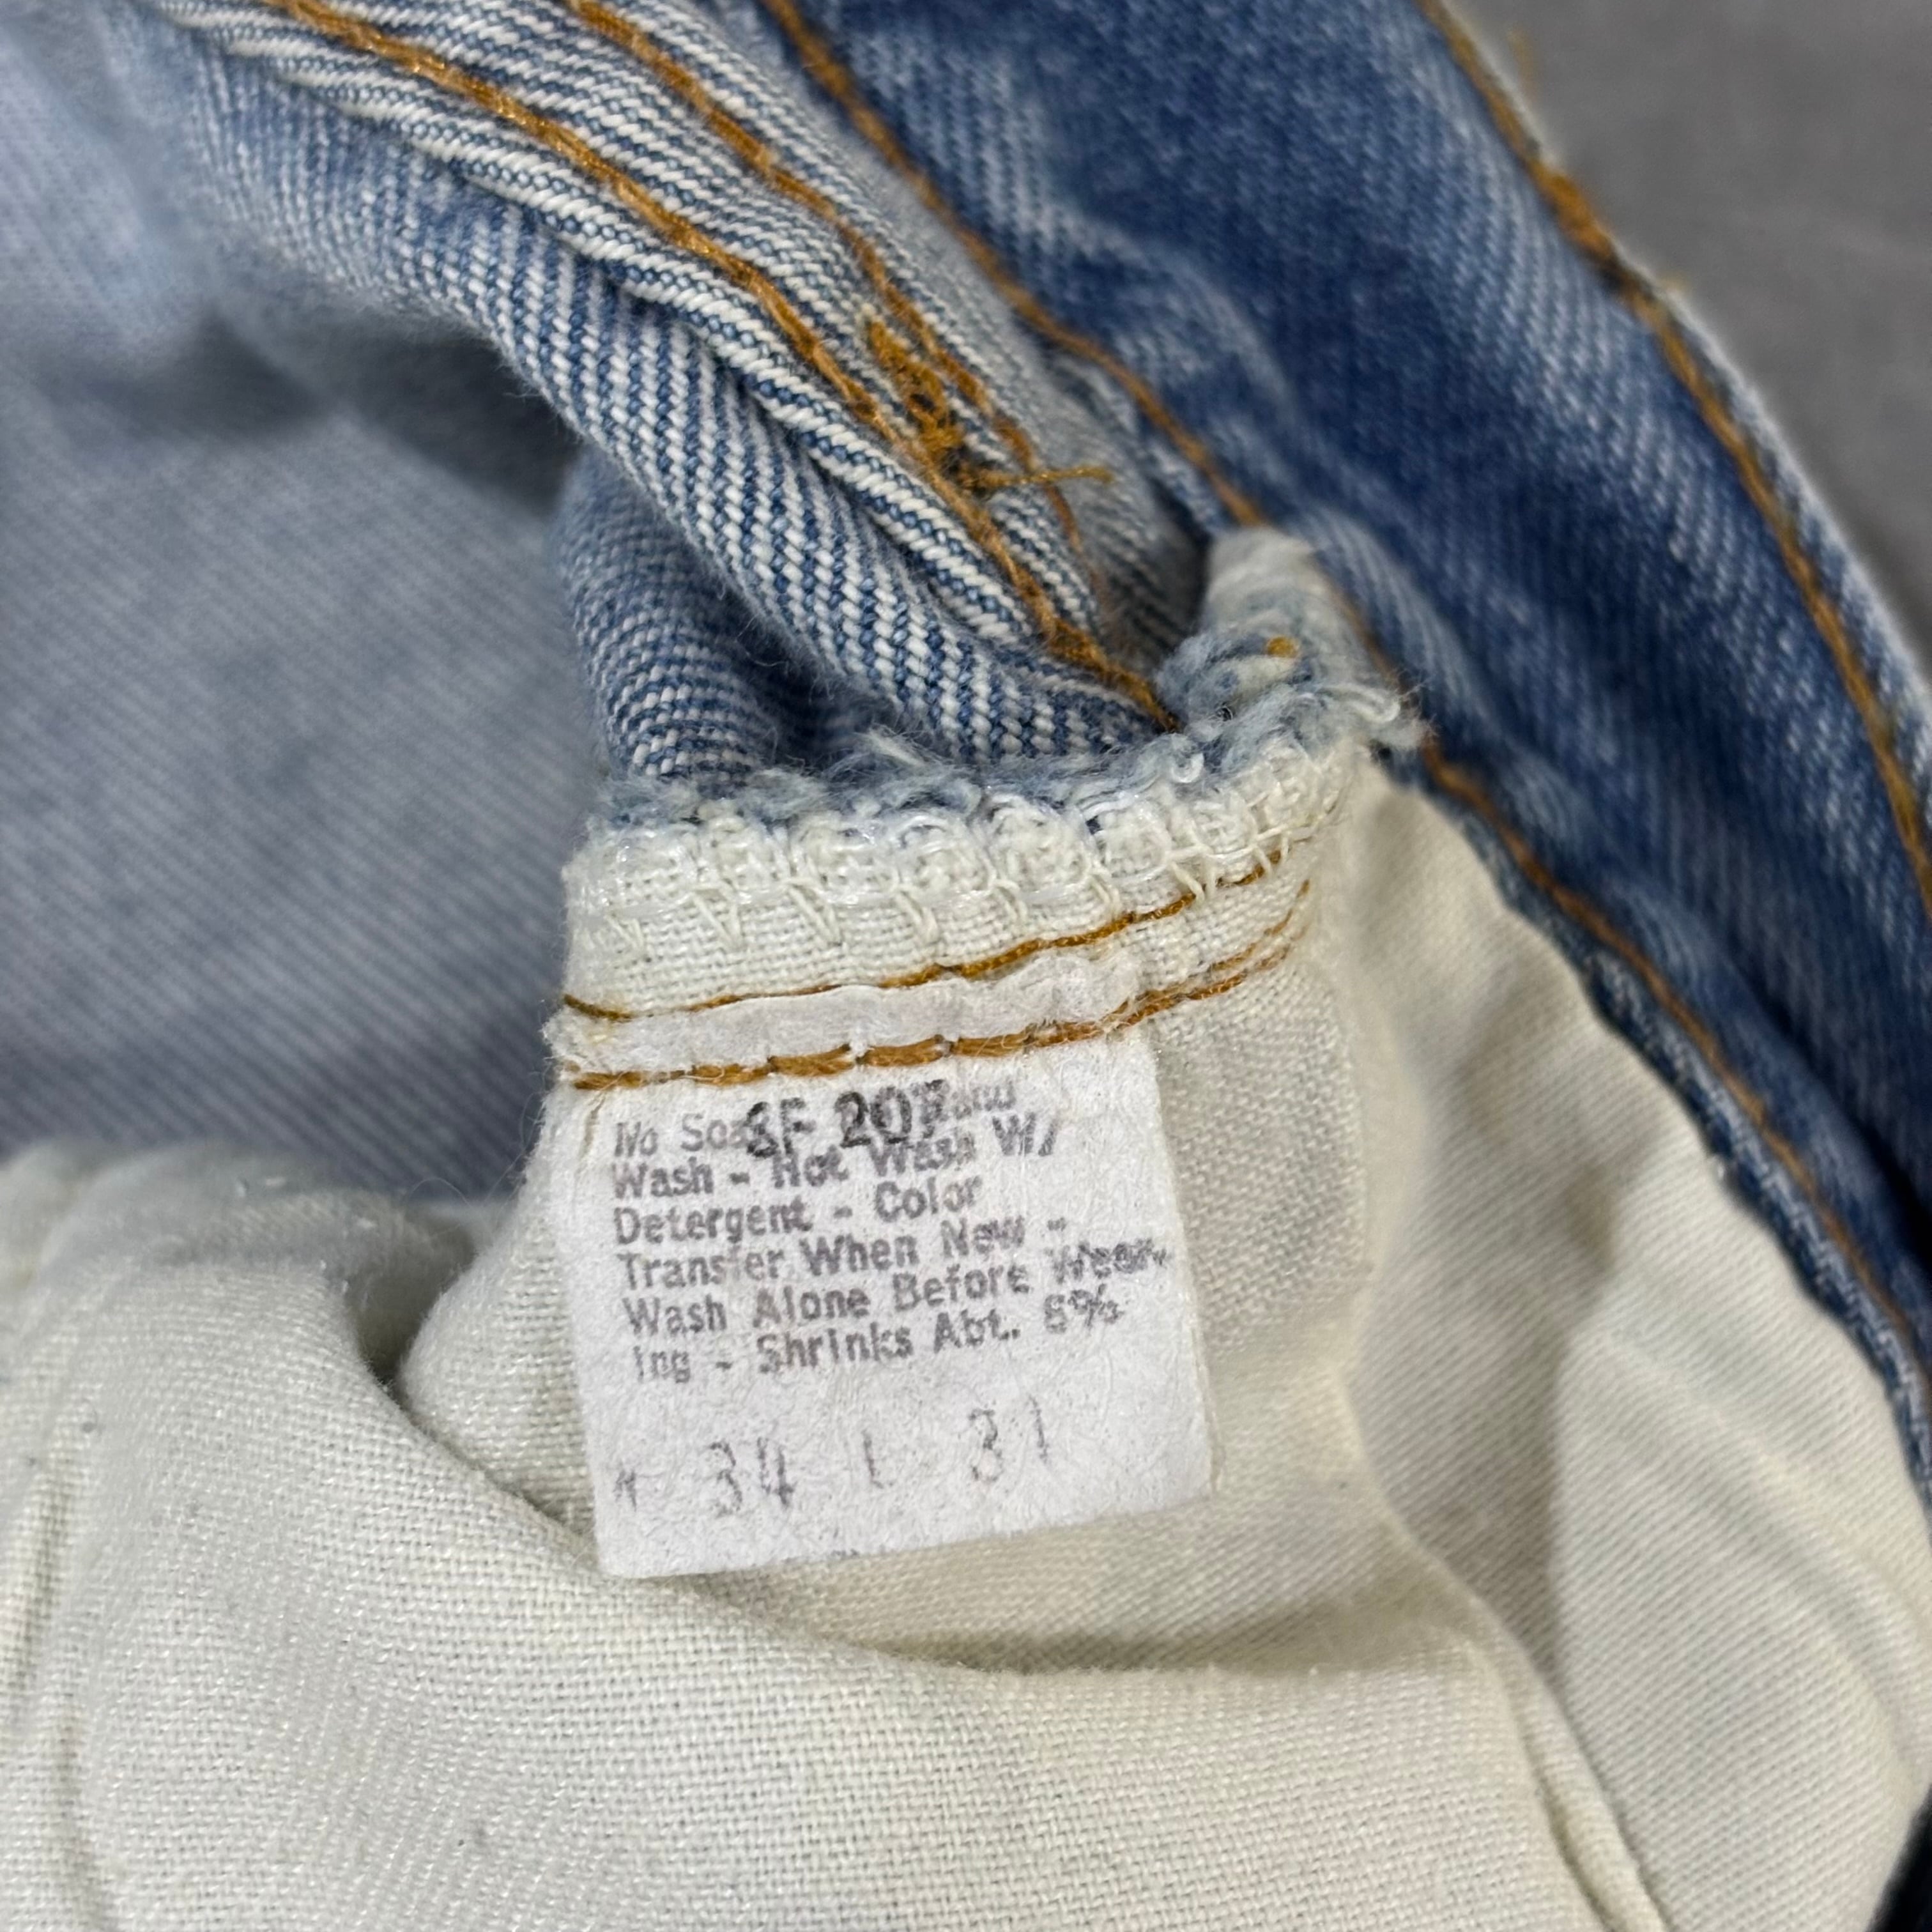 SF 207
No Soak
Wash - Hot Wash W/
Detergent - Color
Transfer When New -
Wash Alone Before Wear-
ing - Shrinks Abt. 8%
34 L 31